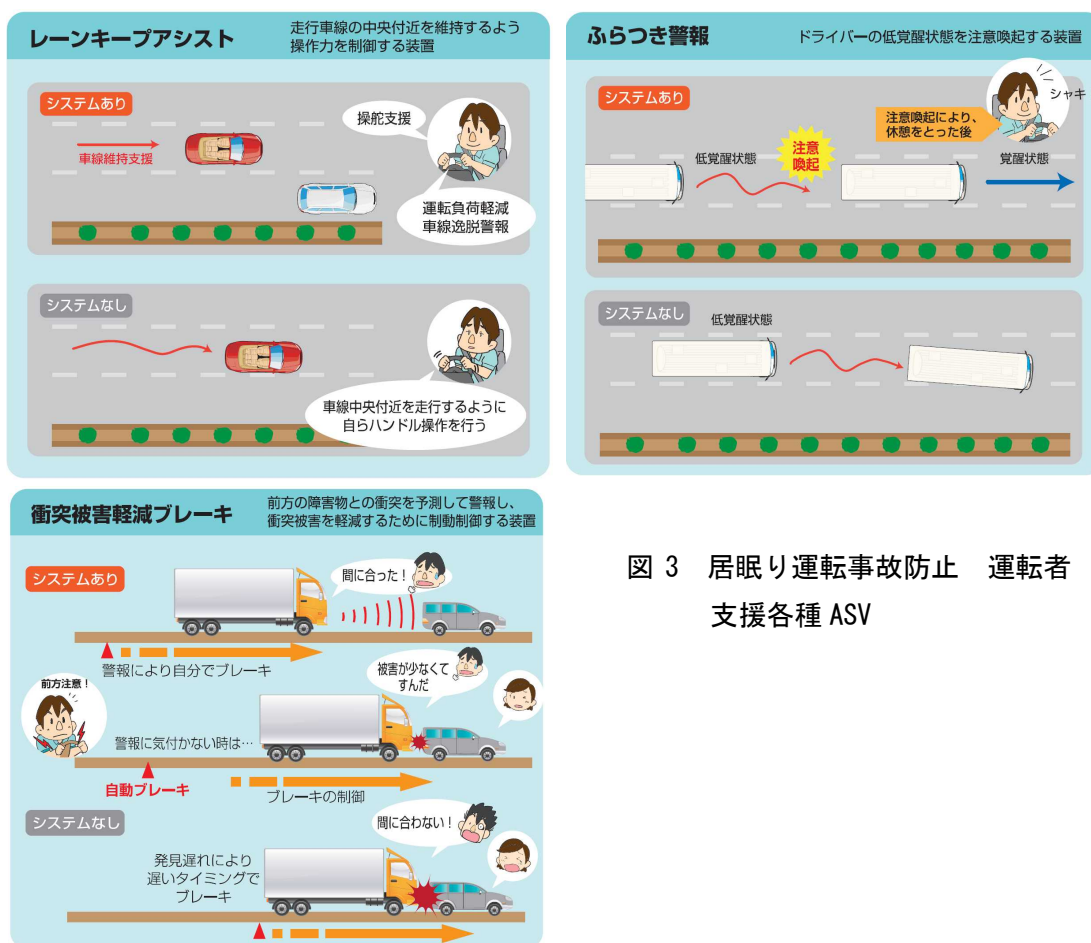 レーンキープアシスト
走行車線の中央付近を維持するよう
操作力を制御する装置
システムあり
車線維持支援
操舵支援
運転負荷軽減
車線逸脱警報
システムなし
車線中央付近を走行するように
自らハンドル操作を行う
ふらつき警報
ドライバーの低覚醒状態を注意喚起する装置
システムあり
シャキ
注意喚起により、
休憩をとった後
低覚醒状態
注意
喚起
覚醒状態
システムなし
低覚醒状態
衝突被害軽減ブレーキ
前方の障害物との衝突を予測して警報し、
衝突被害を軽減するために制動制御する装置
システムあり
間に合った!
警報により自分でブレーキ
前方注意!
被害が少なくて
すんだ
警報に気付かない時は…
自動ブレーキ
ブレーキの制御
システムなし
間に合わない!
発見遅れにより
遅いタイミングで
ブレーキ
図 3 居眠り運転事故防止 運転者
支援各種 ASV